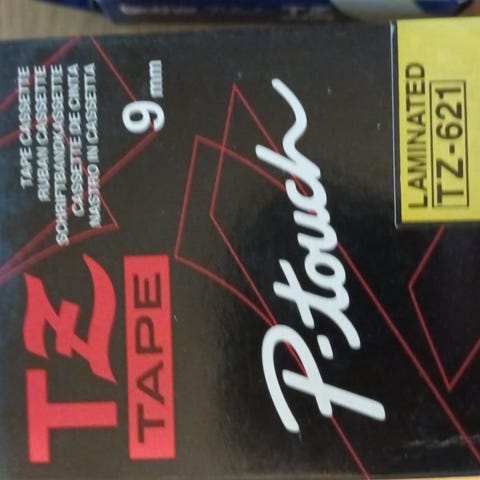 TZ
TAPE
TAPE CASSETTE
RUBAN CASSETTE
SCHRIFTBANDKASSETTE
CASSETTE DE CINTA
NASTRO IN CASSETTA
9 mm
P-touch
LAMINATED
TZ-621